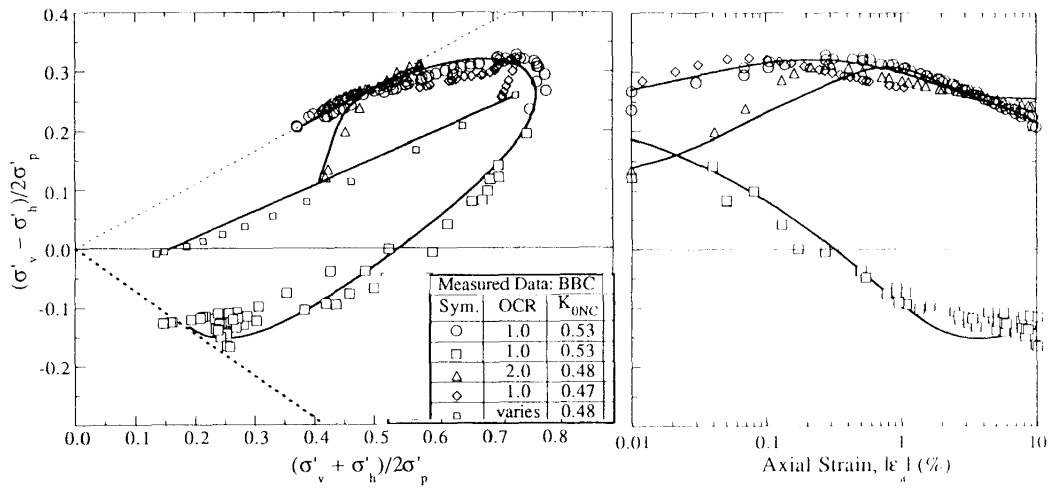 0.4
0.3
0.2
0.1
0.0
-0.1
-0.2
(σ'v − σ'h)/2σ'p
Measured Data: BBC
Sym. OCR K0NC
1.0 0.53
1.0 0.53
2.0 0.48
1.0 0.47
varies 0.48
0.0 0.1 0.2 0.3 0.4 0.5 0.6 0.7 0.8
(σ'v + σ'h)/2σ'p
0.01 0.1 1 10
Axial Strain, |εa| (%)